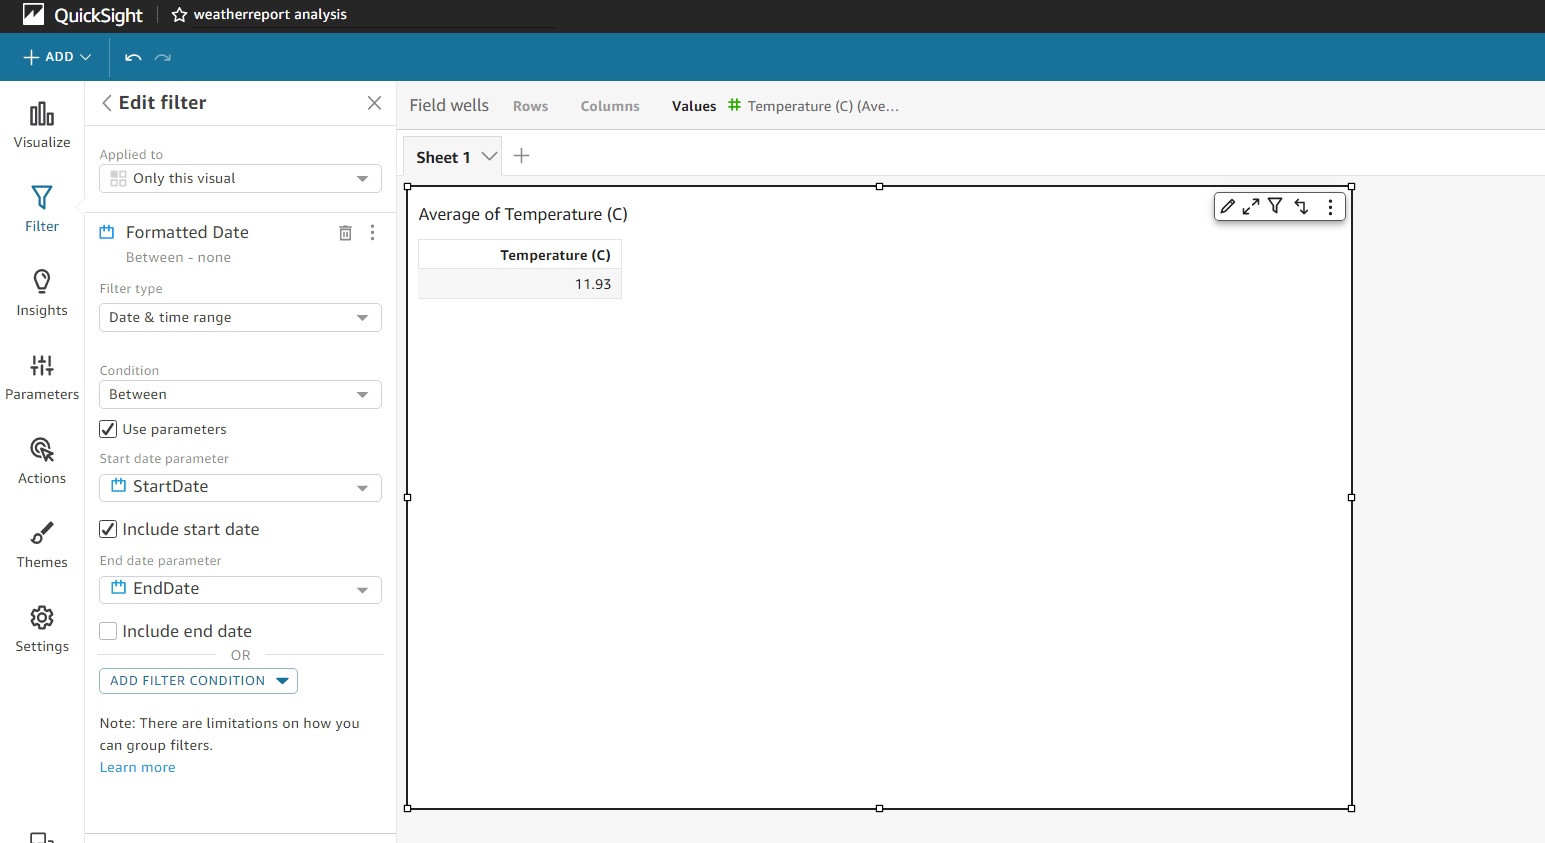 QuickSight
weatherreport analysis
ADD
Visualize
Filter
Insights
Parameters
Actions
Themes
Settings
Edit filter
Applied to
Only this visual
Formatted Date
Between - none
Filter type
Date & time range
Condition
Between
Use parameters
Start date parameter
StartDate
Include start date
End date parameter
EndDate
Include end date
OR
ADD FILTER CONDITION
Note: There are limitations on how you
can group filters.
Learn more
Field wells Rows Columns Values # Temperature (C) (Ave...
Sheet 1
Average of Temperature (C)
Temperature (C)
11.93